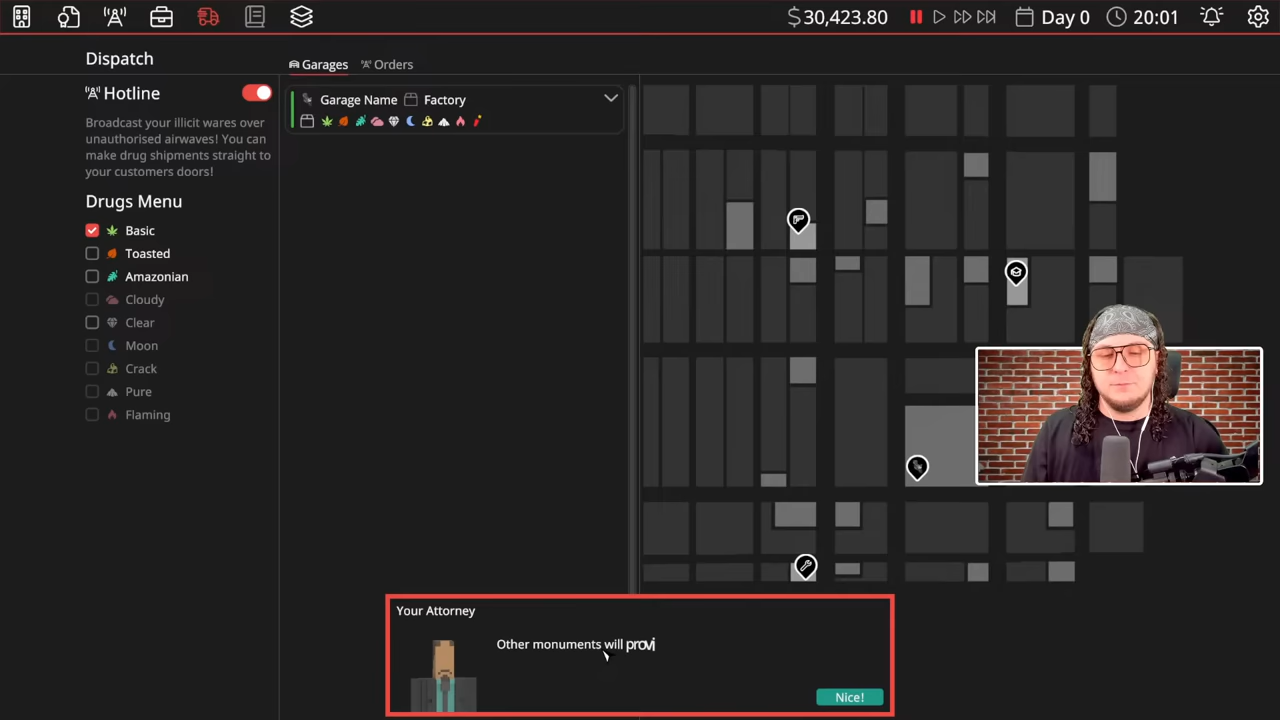 $30,423.80
Day 0
20:01
Dispatch
Garages
Orders
Hotline
Broadcast your illicit wares over
unauthorised airwaves! You can
make drug shipments straight to
your customers doors!
Garage Name
Factory
Drugs Menu
Basic
Toasted
Amazonian
Cloudy
Clear
Moon
Crack
Pure
Flaming
Your Attorney
Other monuments will provi
Nice!